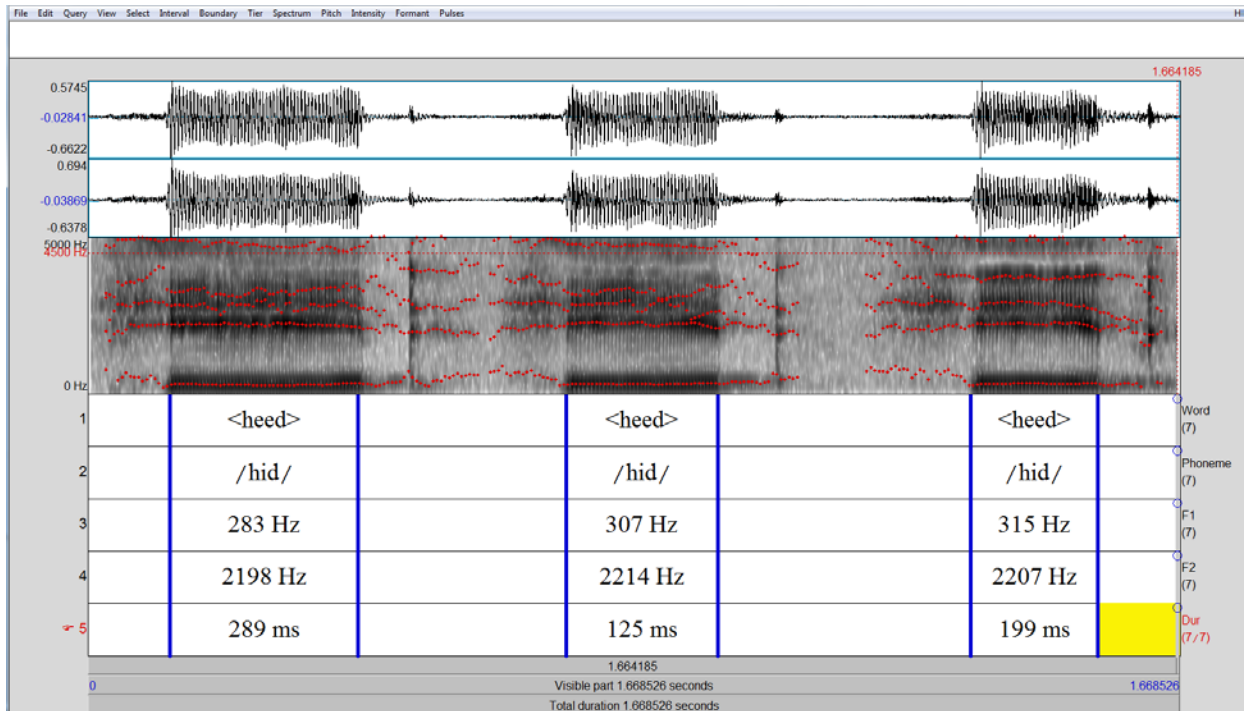 File Edit Query View Select Interval Boundary Tier Spectrum Pitch Intensity Formant Pulses
1.664185
0.5745
-0.02841
-0.6622
0.694
-0.03869
-0.6378
5000 Hz
4500 Hz
0 Hz
1 <heed> <heed> <heed> Word (7)
2 /hid/ /hid/ /hid/ Phoneme (7)
3 283 Hz 307 Hz 315 Hz F1 (7)
4 2198 Hz 2214 Hz 2207 Hz F2 (7)
5 289 ms 125 ms 199 ms Dur (7/7)
1.664185
0 Visible part 1.668526 seconds 1.668526
Total duration 1.668526 seconds